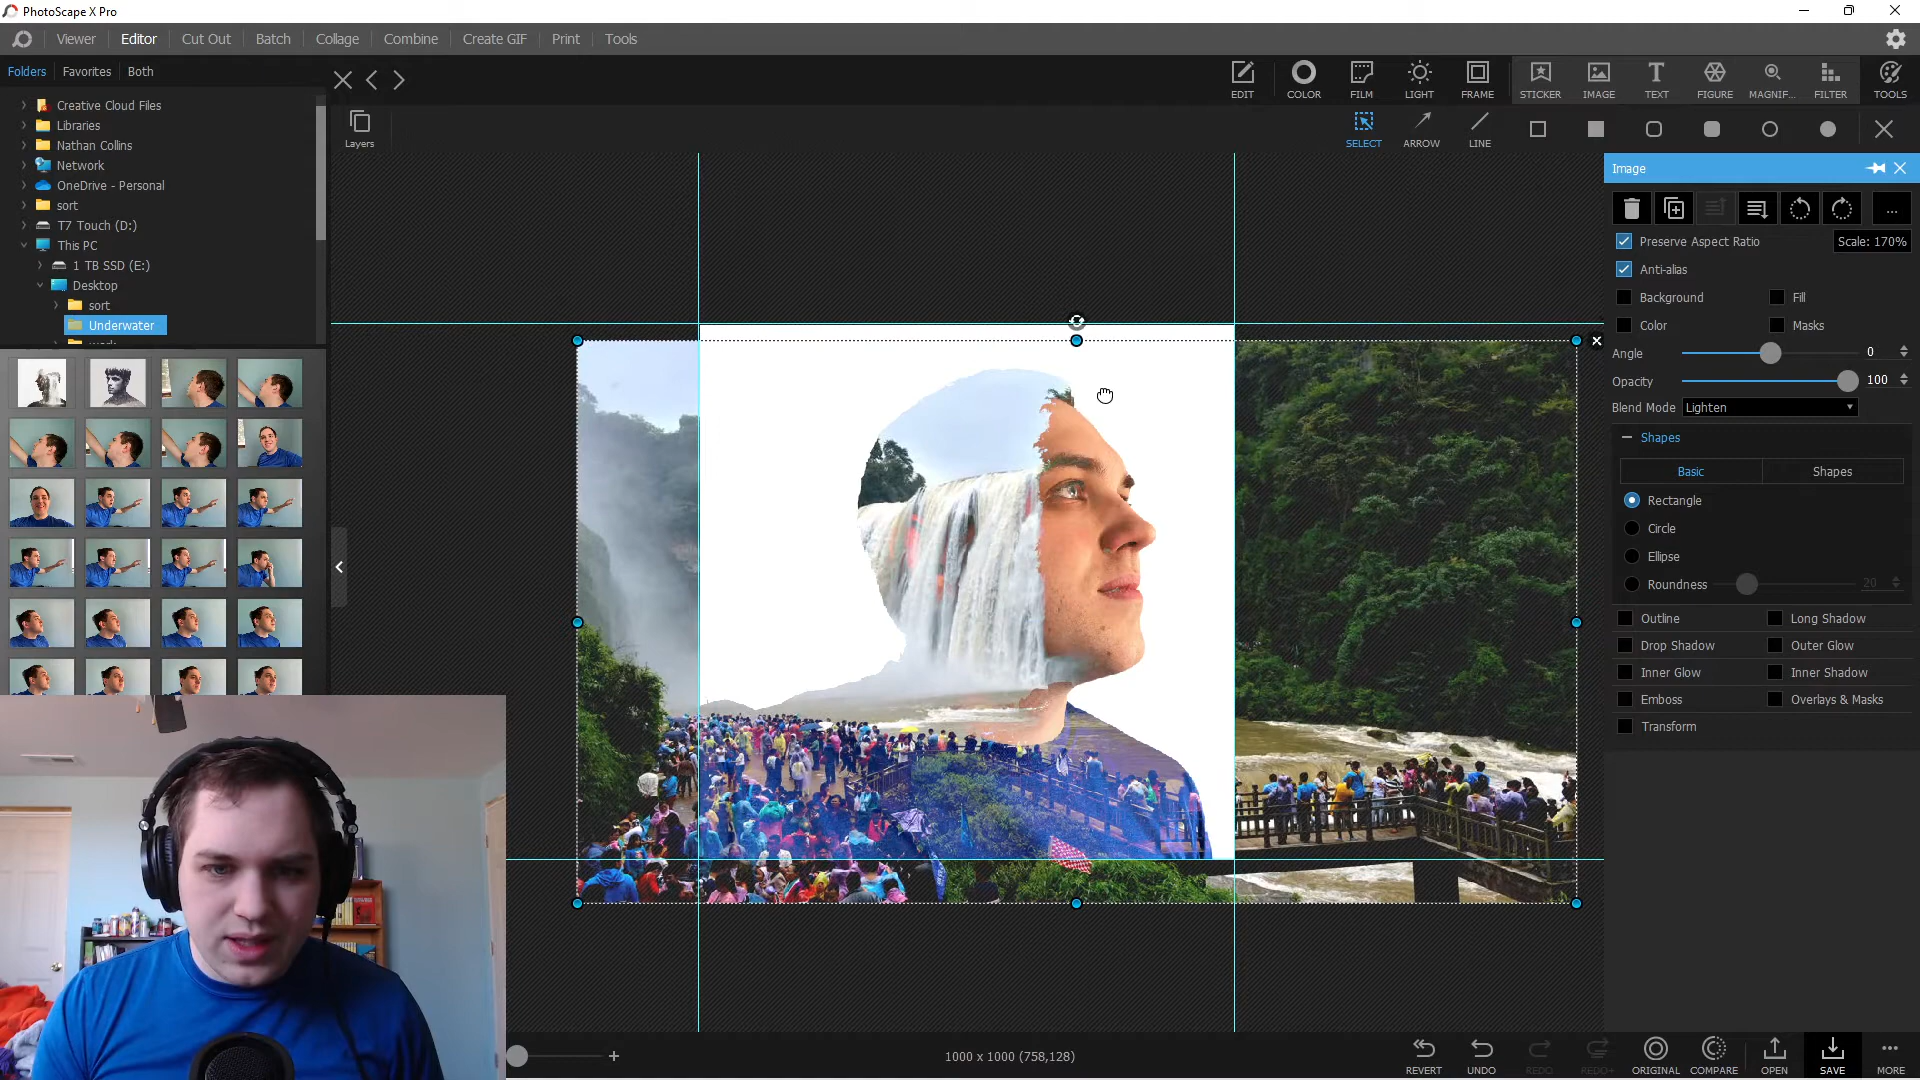 PhotoScape X Pro
Viewer Editor Cut Out Batch Collage Combine Create GIF Print Tools
Folders Favorites Both
EDIT COLOR FILM LIGHT FRAME STICKER IMAGE TEXT FIGURE MAGNIF... FILTER TOOLS
Layers
SELECT ARROW LINE
Creative Cloud Files
Libraries
Nathan Collins
Network
OneDrive - Personal
sort
T7 Touch (D:)
This PC
1 TB SSD (E:)
Desktop
sort
Underwater
Image
...
Preserve Aspect Ratio Scale: 170%
Anti-alias
Background Fill
Color Masks
Angle 0
Opacity 100
Blend Mode Lighten
Shapes
Basic Shapes
Rectangle
Circle
Ellipse
Roundness 20
Outline Long Shadow
Drop Shadow Outer Glow
Inner Glow Inner Shadow
Emboss Overlays & Masks
Transform
1000 x 1000 (758,128)
REVERT UNDO REDO REDO+ ORIGINAL COMPARE OPEN SAVE MORE